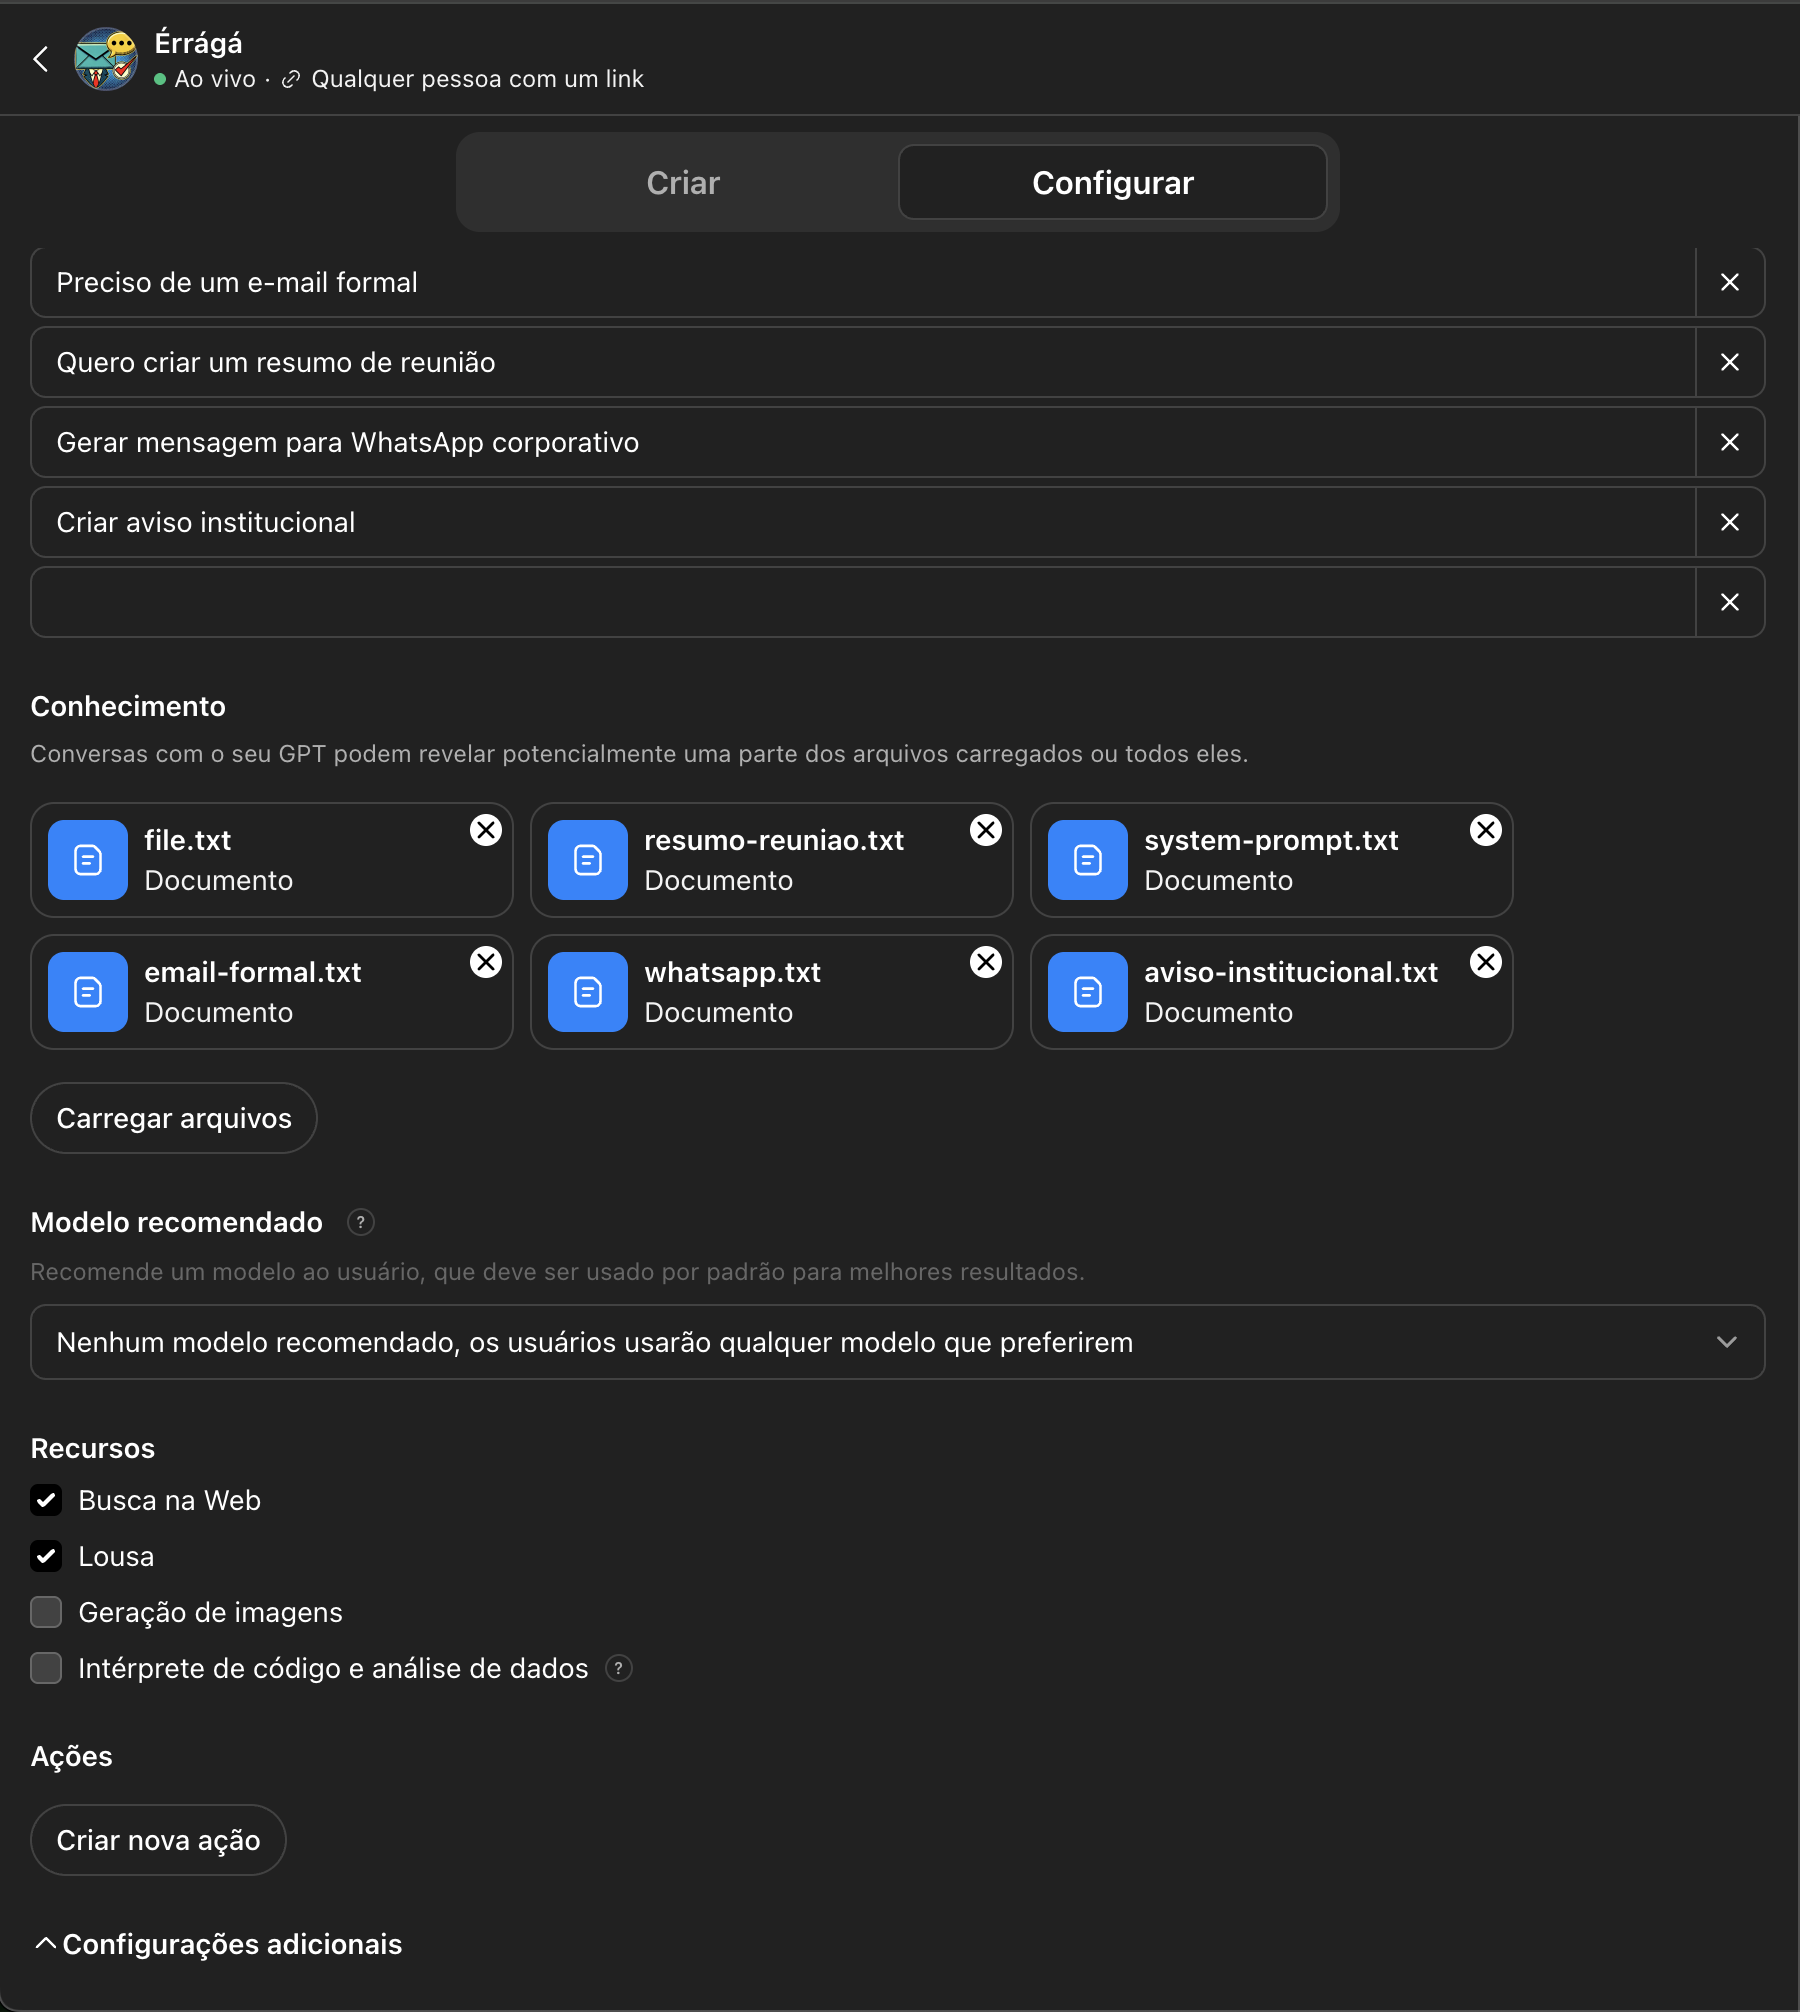 Érrágá
Ao vivo · Qualquer pessoa com um link
Criar
Configurar
Preciso de um e-mail formal
Quero criar um resumo de reunião
Gerar mensagem para WhatsApp corporativo
Criar aviso institucional
Conhecimento
Conversas com o seu GPT podem revelar potencialmente uma parte dos arquivos carregados ou todos eles.
file.txt
Documento
resumo-reuniao.txt
Documento
system-prompt.txt
Documento
email-formal.txt
Documento
whatsapp.txt
Documento
aviso-institucional.txt
Documento
Carregar arquivos
Modelo recomendado ?
Recomende um modelo ao usuário, que deve ser usado por padrão para melhores resultados.
Nenhum modelo recomendado, os usuários usarão qualquer modelo que preferirem
Recursos
Busca na Web
Lousa
Geração de imagens
Intérprete de código e análise de dados ?
Ações
Criar nova ação
Configurações adicionais